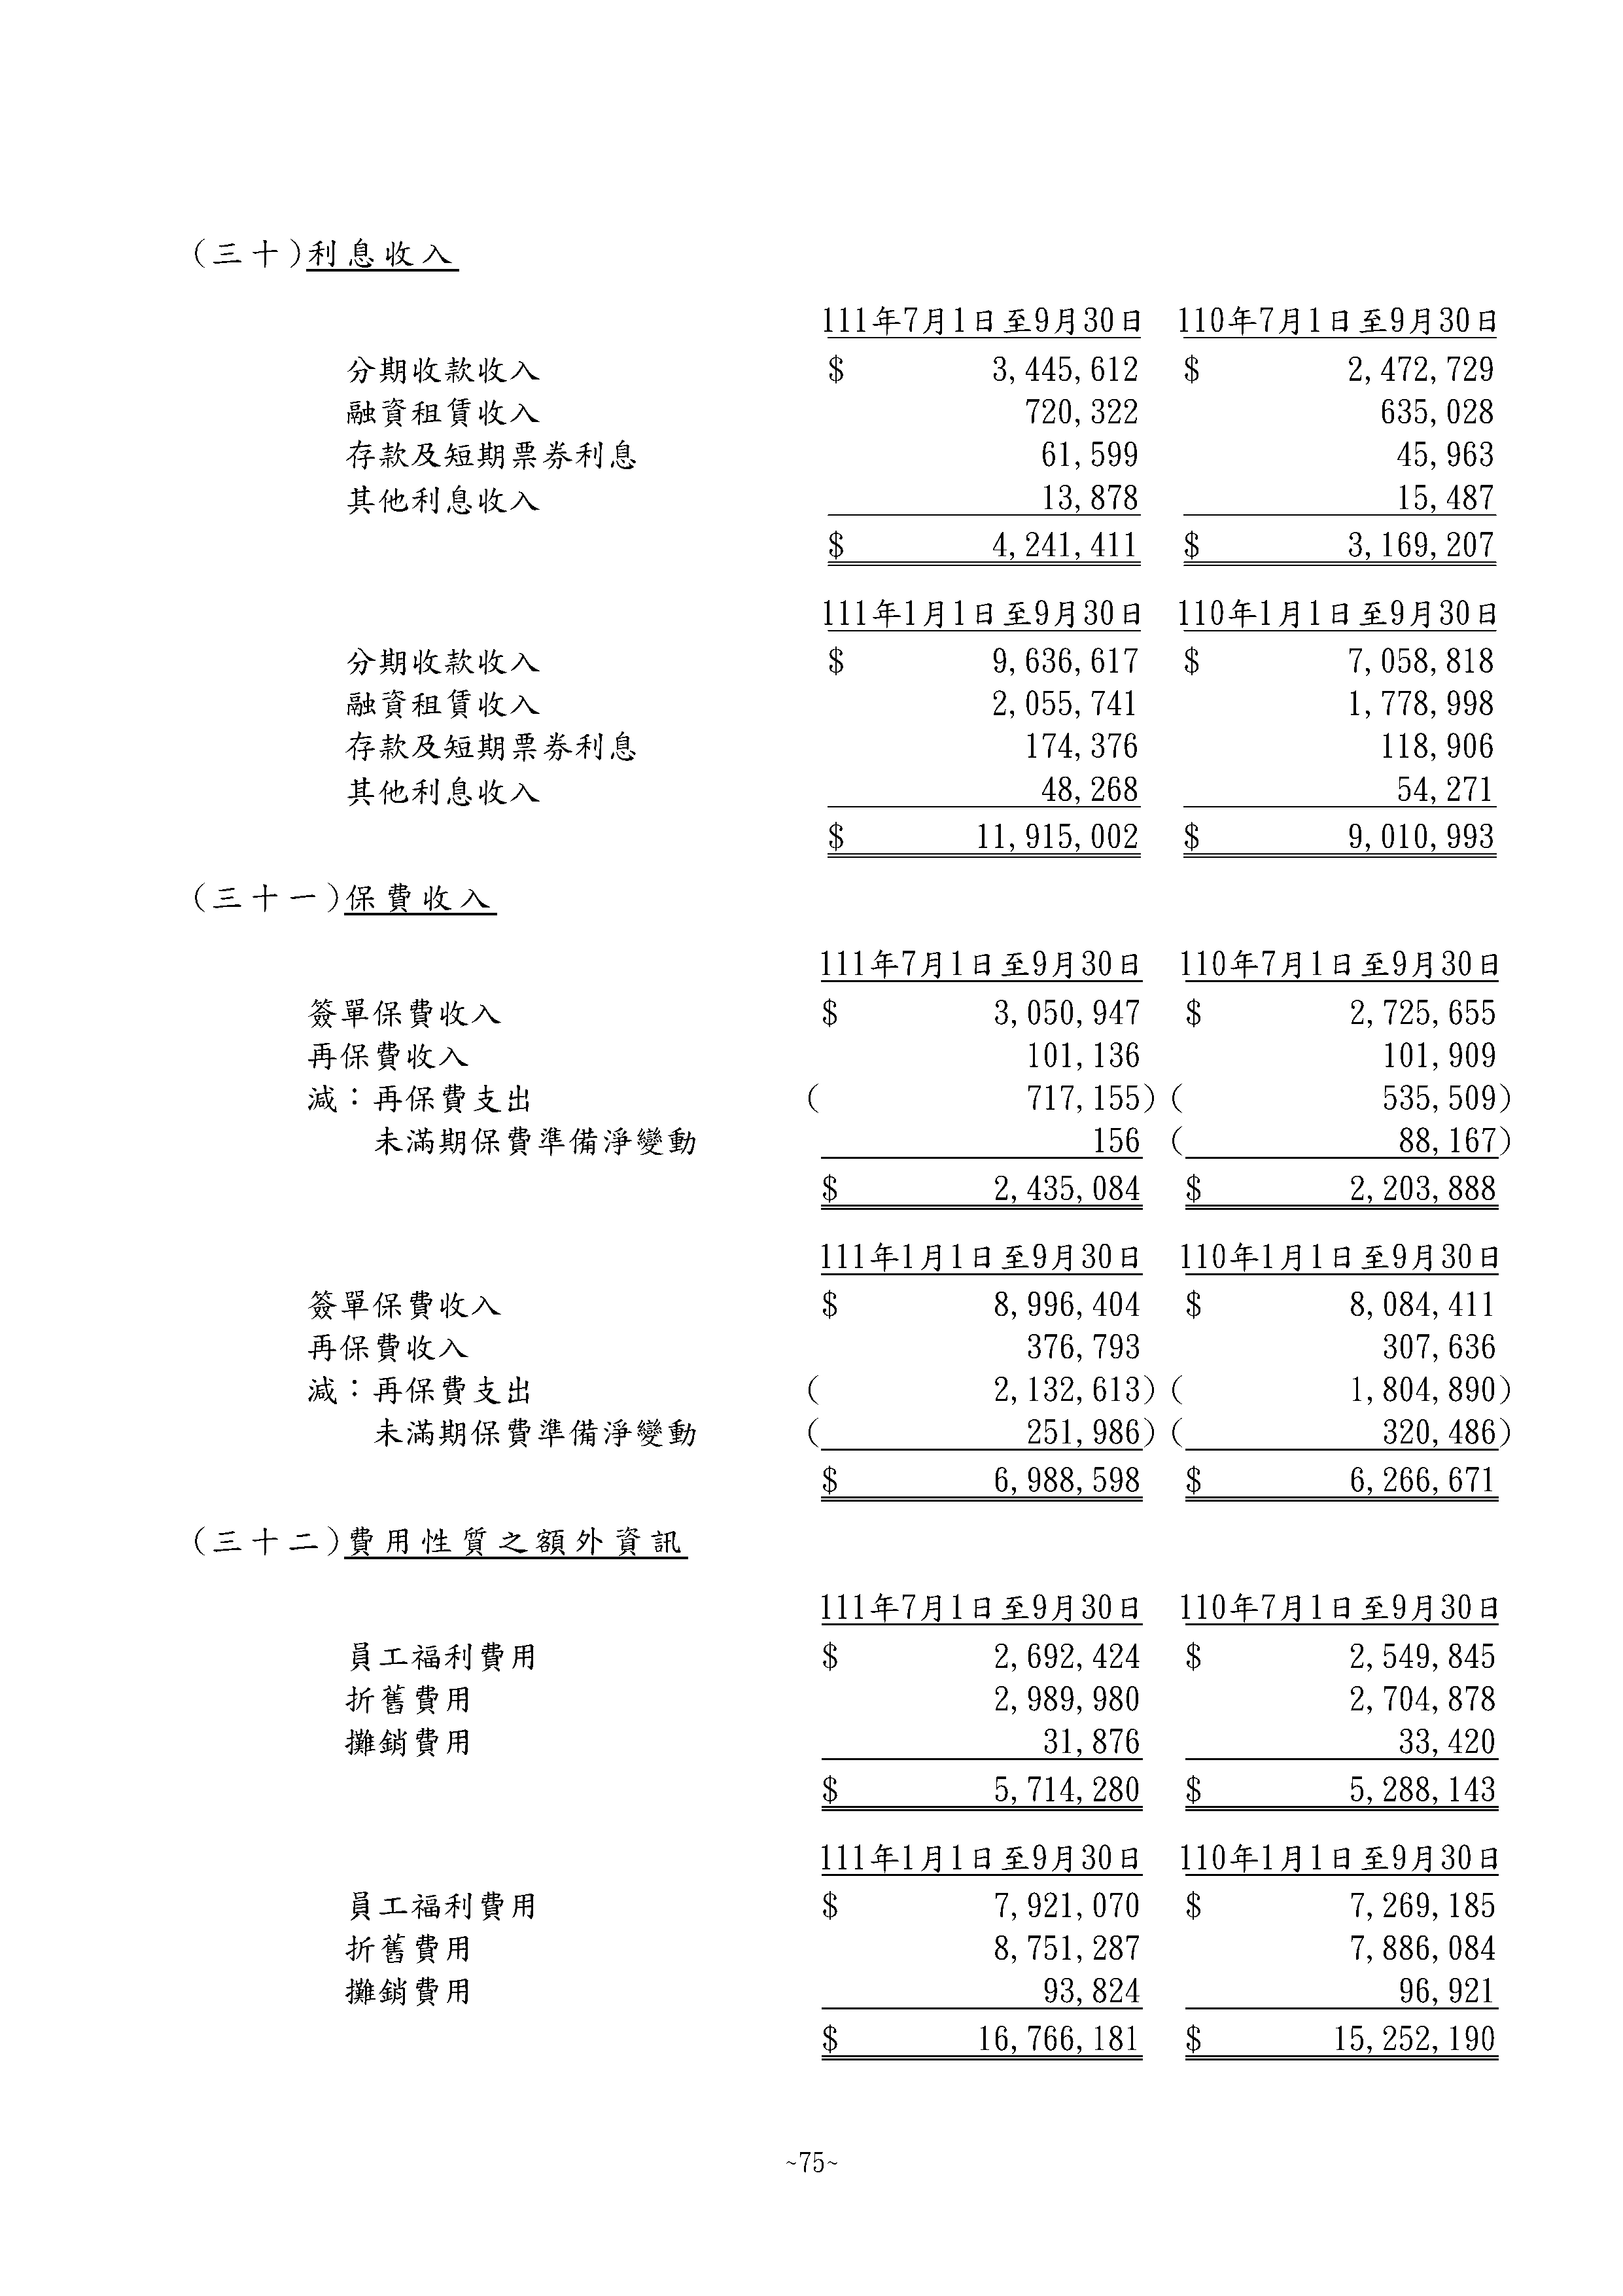 (三十)利息收入
111年7月1日至9月30日 110年7月1日至9月30日
分期收款收入 $ 3,445,612 $ 2,472,729
融資租賃收入 720,322 635,028
存款及短期票券利息 61,599 45,963
其他利息收入 13,878 15,487
$ 4,241,411 $ 3,169,207
111年1月1日至9月30日 110年1月1日至9月30日
分期收款收入 $ 9,636,617 $ 7,058,818
融資租賃收入 2,055,741 1,778,998
存款及短期票券利息 174,376 118,906
其他利息收入 48,268 54,271
$ 11,915,002 $ 9,010,993
(三十一)保費收入
111年7月1日至9月30日 110年7月1日至9月30日
簽單保費收入 $ 3,050,947 $ 2,725,655
再保費收入 101,136 101,909
減：再保費支出 ( 717,155) ( 535,509)
未滿期保費準備淨變動 156 ( 88,167)
$ 2,435,084 $ 2,203,888
111年1月1日至9月30日 110年1月1日至9月30日
簽單保費收入 $ 8,996,404 $ 8,084,411
再保費收入 376,793 307,636
減：再保費支出 ( 2,132,613) ( 1,804,890)
未滿期保費準備淨變動 ( 251,986) ( 320,486)
$ 6,988,598 $ 6,266,671
(三十二)費用性質之額外資訊
111年7月1日至9月30日 110年7月1日至9月30日
員工福利費用 $ 2,692,424 $ 2,549,845
折舊費用 2,989,980 2,704,878
攤銷費用 31,876 33,420
$ 5,714,280 $ 5,288,143
111年1月1日至9月30日 110年1月1日至9月30日
員工福利費用 $ 7,921,070 $ 7,269,185
折舊費用 8,751,287 7,886,084
攤銷費用 93,824 96,921
$ 16,766,181 $ 15,252,190
~75~